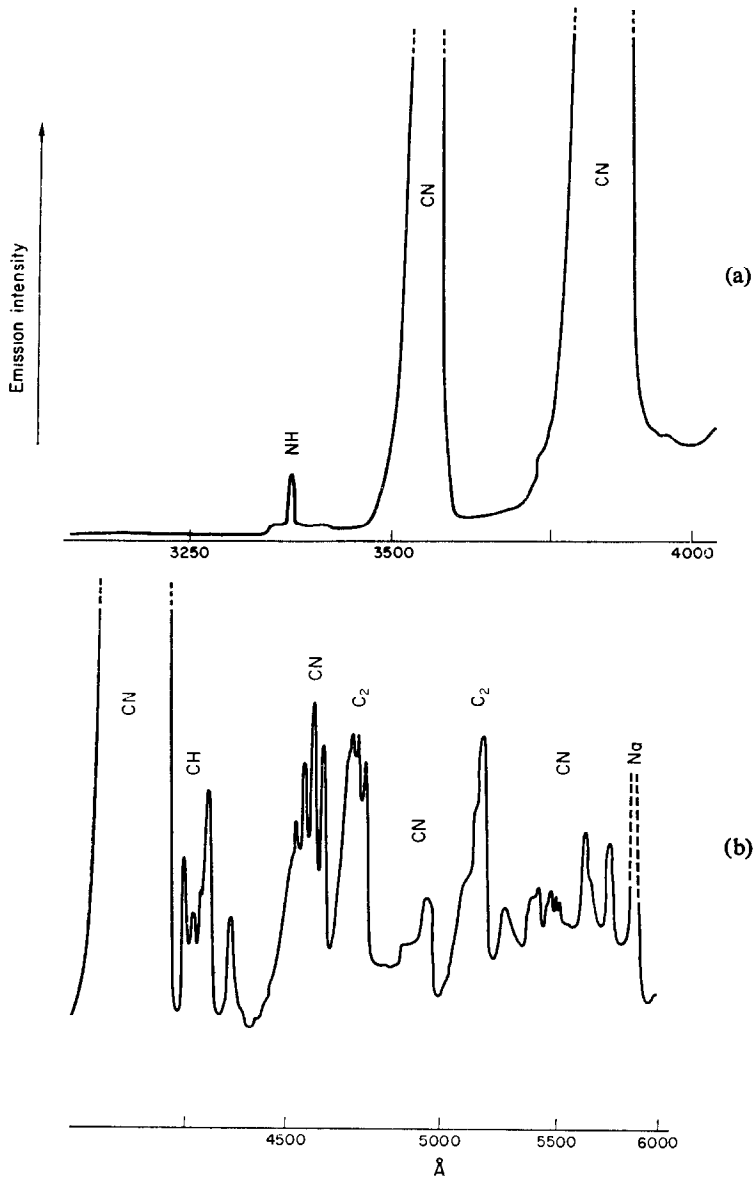 Emission intensity
NH
CN
CN
(a)
3250
3500
4000
CN
CH
CN
C₂
CN
C₂
CN
Na
(b)
4500
5000
5500
6000
Å